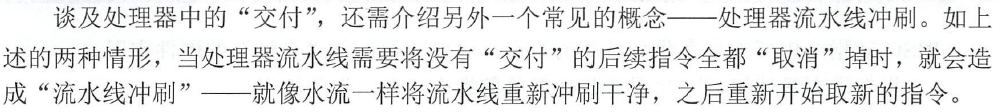 谈及处理器中的“交付”，还需介绍另外一个常见的概念——处理器流水线冲刷。如上
述的两种情形，当处理器流水线需要将没有“交付”的后续指令全都“取消”掉时，就会造
成“流水线冲刷”——就像水流一样将流水线重新冲刷干净，之后重新开始取新的指令。